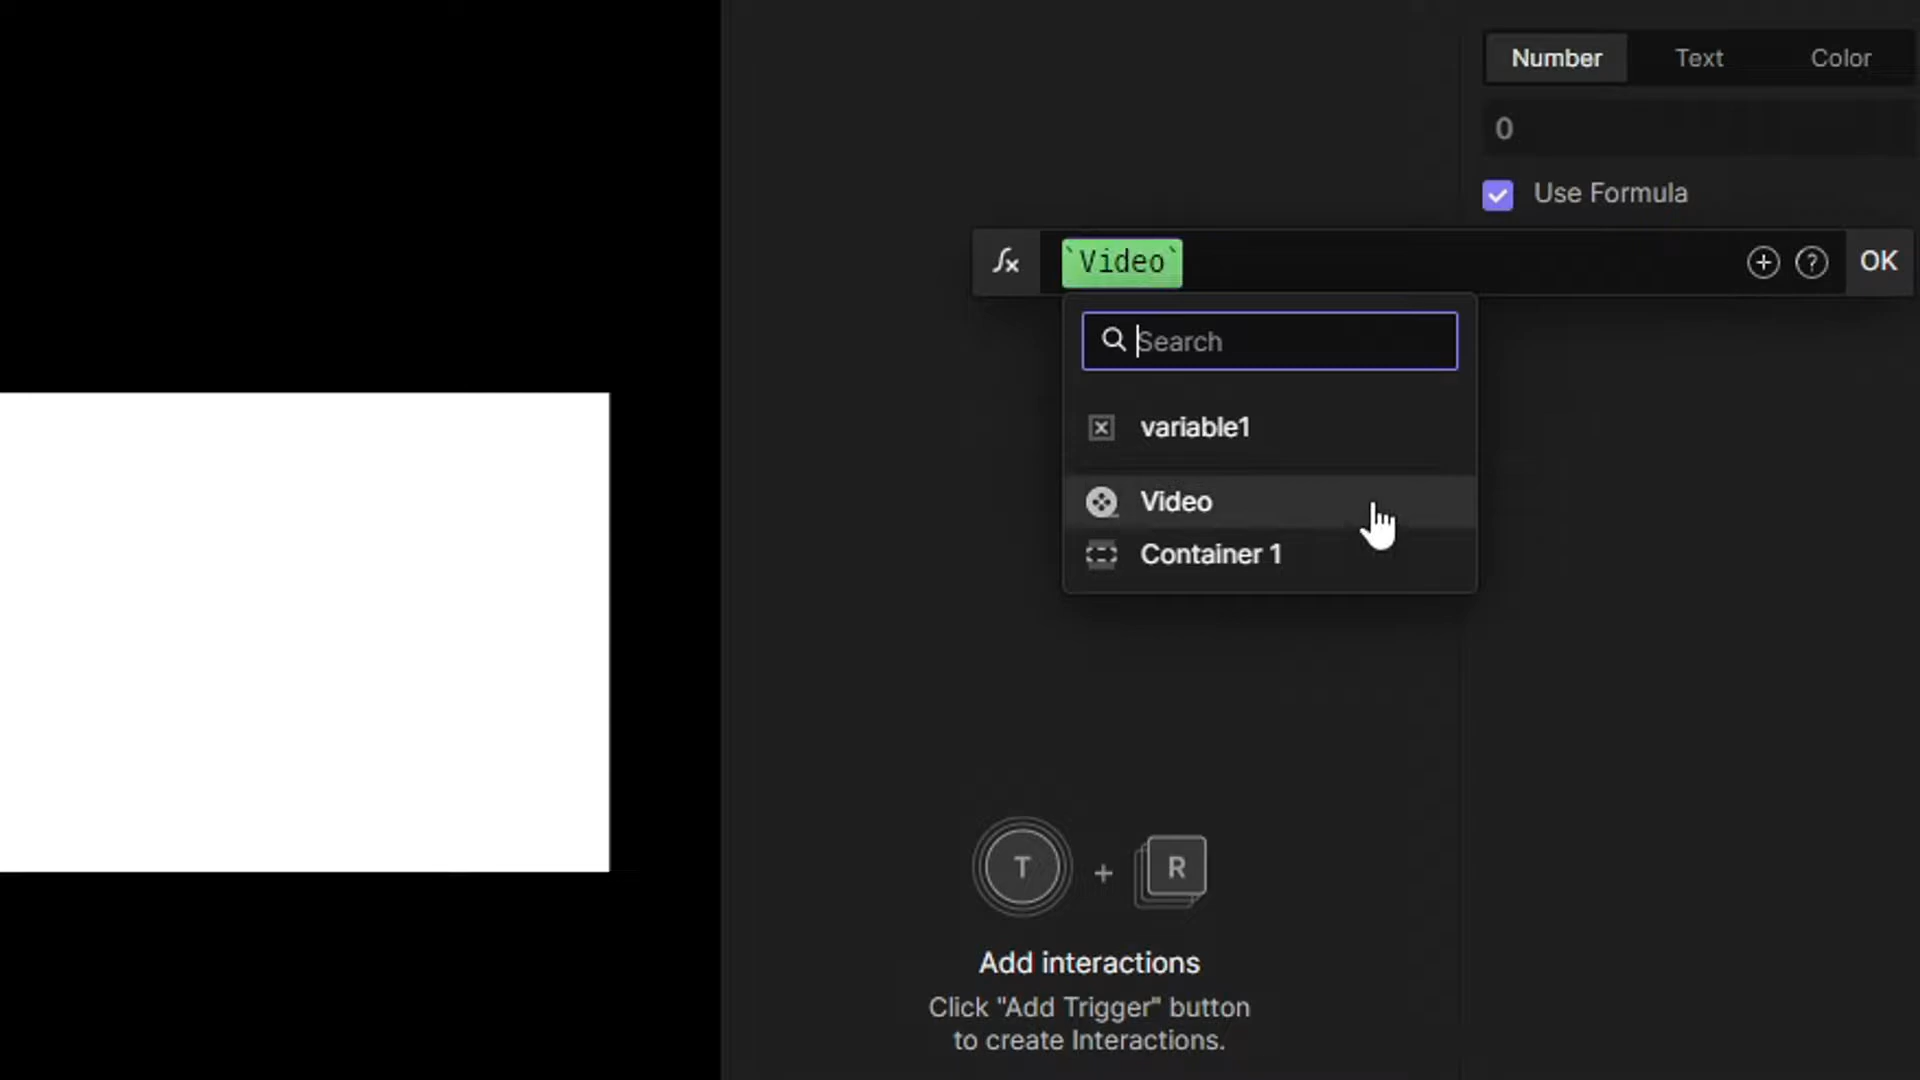 Number Text Color
0
Use Formula
fx `Video` OK
Search
variable1
Video
Container 1
T + R
Add interactions
Click "Add Trigger" button
to create Interactions.